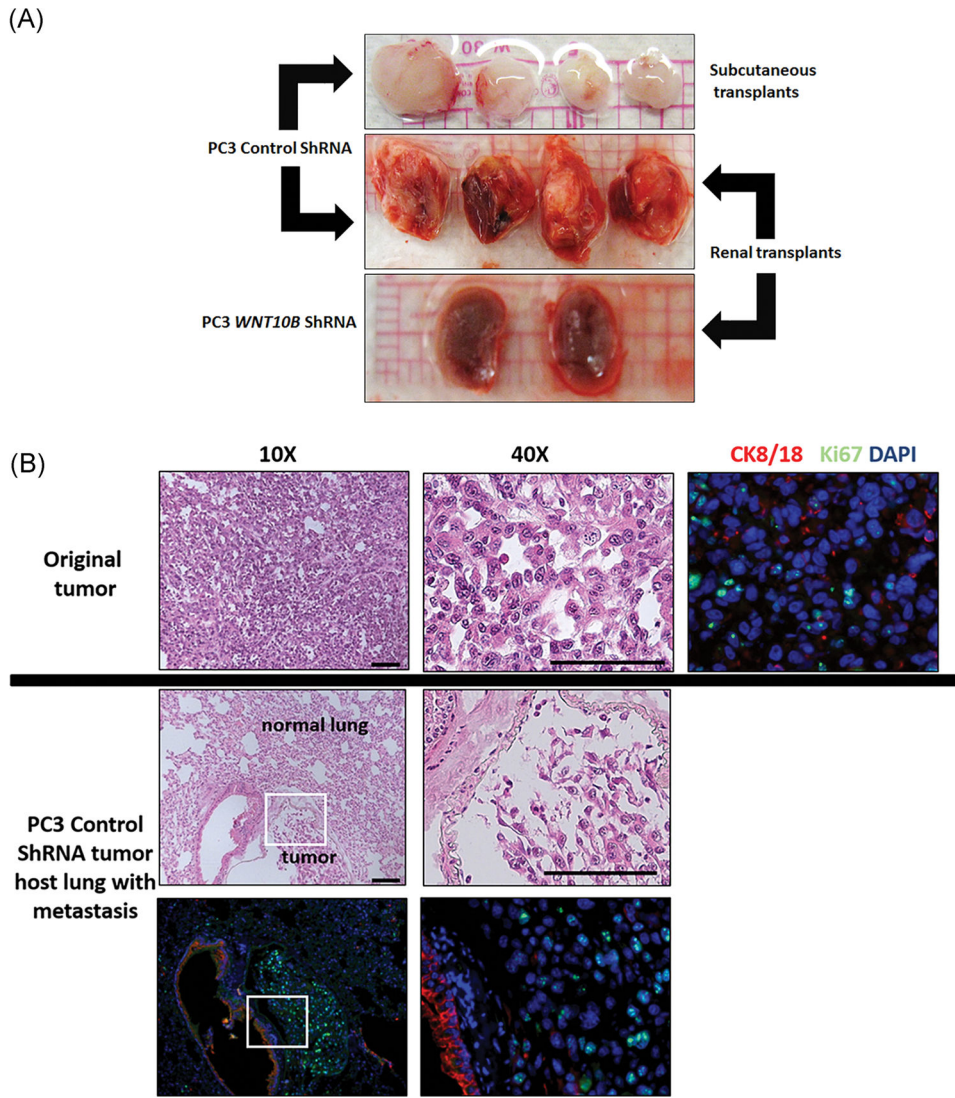 (A)
Subcutaneous
transplants
PC3 Control ShRNA
Renal transplants
PC3 WNT10B ShRNA
(B)
10X 40X CK8/18 Ki67 DAPI
Original
tumor
normal lung
tumor
PC3 Control
ShRNA tumor
host lung with
metastasis